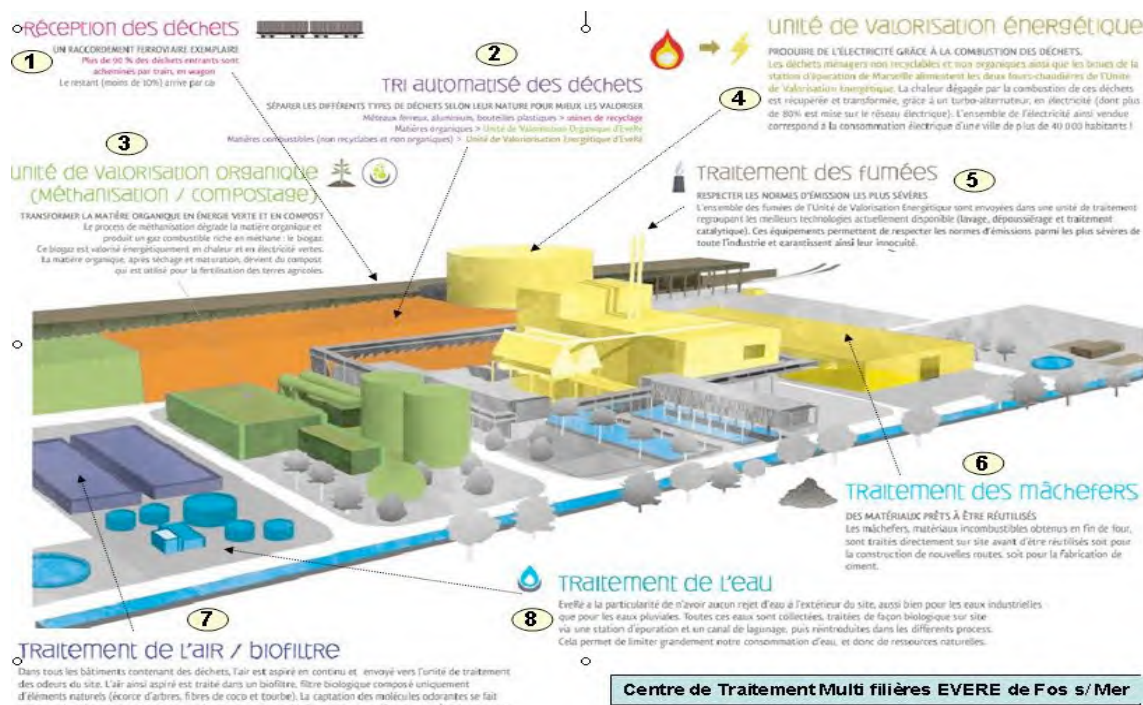 Réception des déchets
1
UN RACCORDEMENT FERROVIAIRE EXEMPLAIRE
Plus de 90 % des déchets entrants sont
acheminés par train, en wagon
Le restant (moins de 10%) arrive par ca
2
TRI automatisé des déchets
SÉPARER LES DIFFÉRENTS TYPES DE DÉCHETS SELON LEUR NATURE POUR MIEUX LES VALORISER
Méteaux ferreux, aluminium, bouteilles plastiques > usines de recyclage
Matières organiques > Unité de Valorisation Organique d'EveRé
Matières combustibles (non recyclabes et non organiques) > Unité de Valorisation Energétique d'EveRé
3
unité de valorisation organique
(méthanisation / compostage)
TRANSFORMER LA MATIÈRE ORGANIQUE EN ÉNERGIE VERTE ET EN COMPOST
Le process de méthanisation dégrade la matière organique et
produit un gaz combustible riche en méthane : le biogaz.
Ce biogaz est valorisé énergétiquement en chaleur et en électricité vertes.
La matière organique, après séchage et maturation, devient du compost
qui est utilisé pour la fertilisation des terres agricoles.
unité de valorisation énergétique
4
PRODUIRE DE L'ÉLECTRICITÉ GRÂCE À LA COMBUSTION DES DÉCHETS.
Les déchets ménagers non recyclables et non organiques ainsi que les boues de la
station d'épuration de Marseille alimentent les deux fours-chaudières de l'Unité
de Valorisation Energétique. La chaleur dégagée par la combustion de ces déchets
est récupérée et transformée, grâce à un turbo-alternateur, en électricité (dont plus
de 80% est mise sur le réseau électrique). L'ensemble de l'électricité ainsi vendue
correspond à la consommation électrique d'une ville de plus de 40 000 habitants !
Traitement des fumées
5
RESPECTER LES NORMES D'ÉMISSION LES PLUS SÉVÈRES
L'ensemble des fumées de l'Unité de Valorisation Energétique sont envoyées dans une unité de traitement
regroupant les meilleurs technologies actuellement disponible (lavage, dépoussiérage et traitement
catalytique). Ces équipements permettent de respecter les normes d'émissions parmi les plus sévères de
toute l'industrie et garantissent ainsi leur innocuité.
6
Traitement des mâchefers
DES MATÉRIAUX PRÊTS À ÊTRE RÉUTILISÉS
Les mâchefers, matériaux incombustibles obtenus en fin de four,
sont traités directement sur site avant d'être réutilisés soit pour
la construction de nouvelles routes, soit pour la fabrication de
ciment.
7
Traitement de l'air / biofiltre
Dans tous les bâtiments contenant des déchets, l'air est aspiré en continu et envoyé vers l'unité de traitement
des odeurs du site. L'air ainsi aspiré est traité dans un biofiltre, filtre biologique composé uniquement
d'éléments naturels (écorce d'arbres, fibres de coco et tourbe). La captation des molécules odorantes se fait
8
Traitement de l'eau
EveRé a la particularité de n'avoir aucun rejet d'eau à l'extérieur du site, aussi bien pour les eaux industrielles
que pour les eaux pluviales. Toutes ces eaux sont collectées, traitées de façon biologique sur site
via une station d'épuration et un canal de lagunage, puis réintroduites dans les différents process.
Cela permet de limiter grandement notre consommation d'eau, et donc de ressources naturelles.
Centre de Traitement Multi filières EVERE de Fos s/Mer